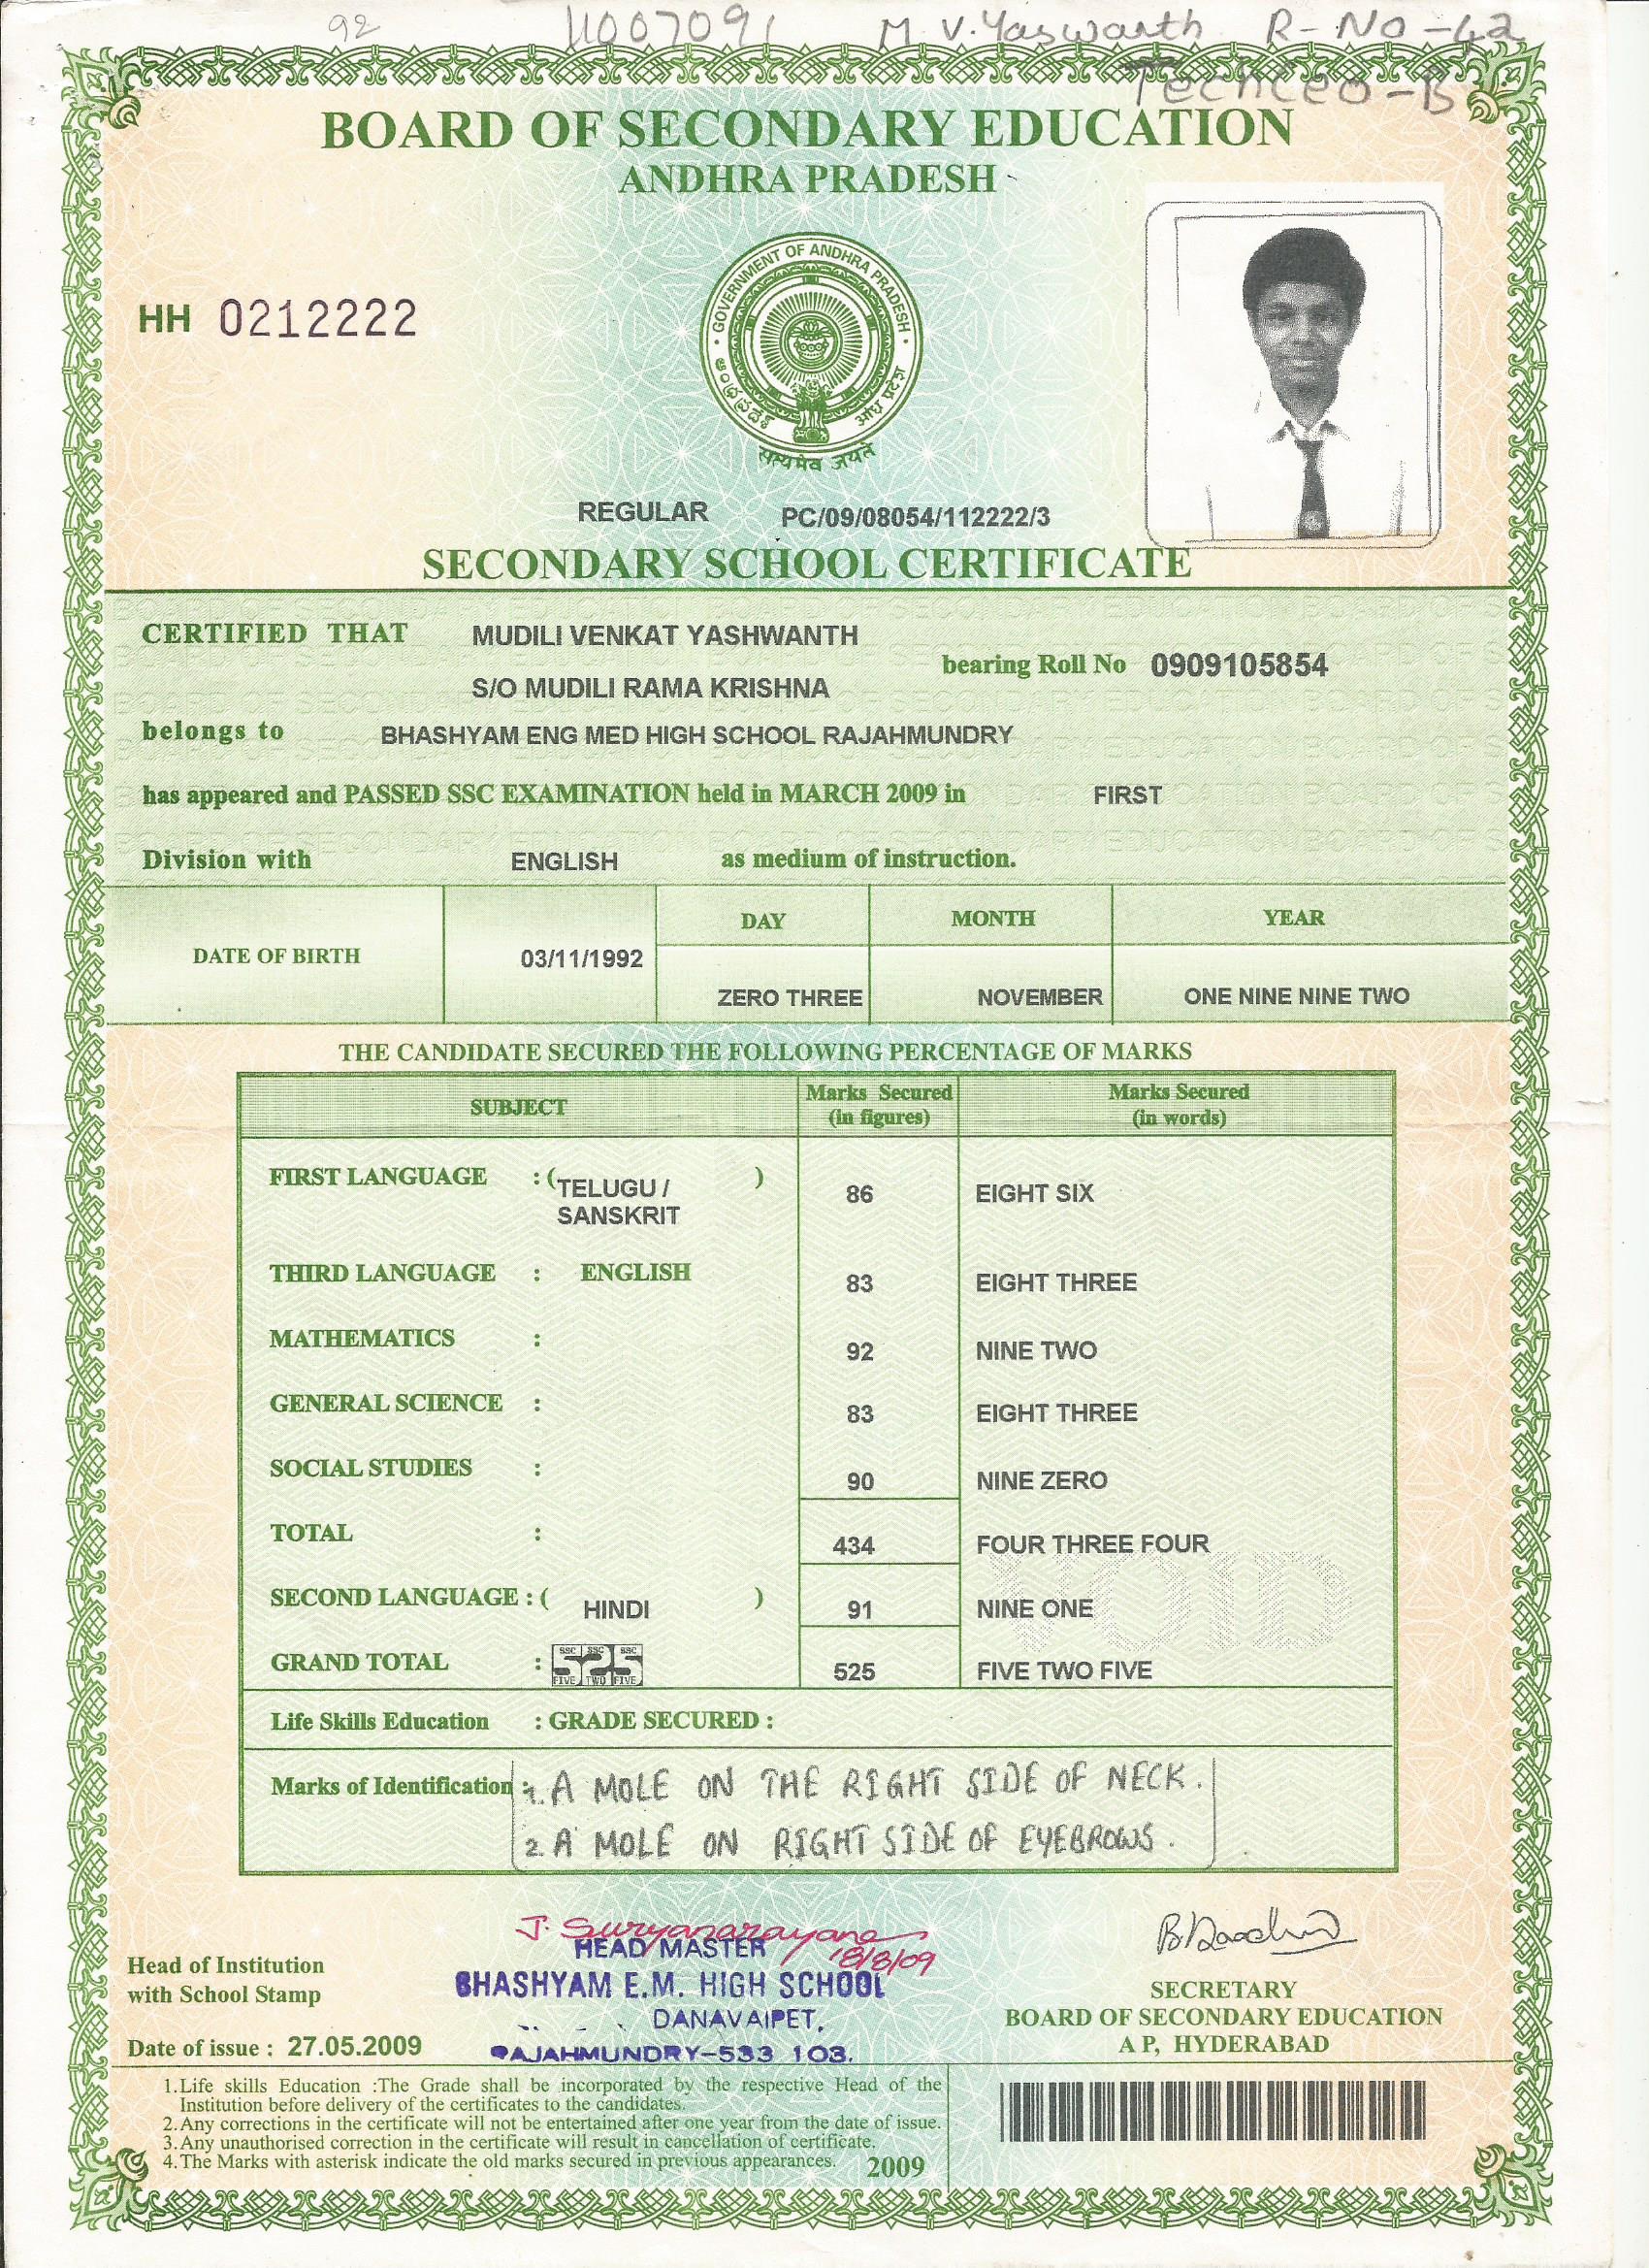 92 11007091 M V. Yaswanth R-No-42
Techceo-B
BOARD OF SECONDARY EDUCATION
ANDHRA PRADESH
GOVERNMENT OF ANDHRA PRADESH
ఆంధ్రప్రదేశ్ आंध्र प्रदेश
सत्यमेव जयते
HH 0212222
REGULAR PC/09/08054/112222/3
SECONDARY SCHOOL CERTIFICATE
CERTIFIED THAT MUDILI VENKAT YASHWANTH
bearing Roll No 0909105854
S/O MUDILI RAMA KRISHNA
belongs to BHASHYAM ENG MED HIGH SCHOOL RAJAHMUNDRY
has appeared and PASSED SSC EXAMINATION held in MARCH 2009 in FIRST
Division with ENGLISH as medium of instruction.
DAY MONTH YEAR
DATE OF BIRTH 03/11/1992
ZERO THREE NOVEMBER ONE NINE NINE TWO
THE CANDIDATE SECURED THE FOLLOWING PERCENTAGE OF MARKS
SUBJECT Marks Secured (in figures) Marks Secured (in words)
FIRST LANGUAGE : (TELUGU / SANSKRIT ) 86 EIGHT SIX
THIRD LANGUAGE : ENGLISH 83 EIGHT THREE
MATHEMATICS : 92 NINE TWO
GENERAL SCIENCE : 83 EIGHT THREE
SOCIAL STUDIES : 90 NINE ZERO
TOTAL : 434 FOUR THREE FOUR
VOID
SECOND LANGUAGE : ( HINDI ) 91 NINE ONE
GRAND TOTAL : 525 525 FIVE TWO FIVE
SSC SSC SSC
FIVE TWO FIVE
Life Skills Education : GRADE SECURED :
Marks of Identification : 1. A MOLE ON THE RIGHT SIDE OF NECK.
2. A MOLE ON RIGHT SIDE OF EYEBROWS.
J. Suryanarayana
18/8/09
HEAD MASTER
BHASHYAM E.M. HIGH SCHOOL
DANAVAIPET,
RAJAHMUNDRY-533 103.
Head of Institution
with School Stamp
Date of issue : 27.05.2009
SECRETARY
BOARD OF SECONDARY EDUCATION
A P, HYDERABAD
1.Life skills Education :The Grade shall be incorporated by the respective Head of the
Institution before delivery of the certificates to the candidates.
2.Any corrections in the certificate will not be entertained after one year from the date of issue.
3.Any unauthorised correction in the certificate will result in cancellation of certificate.
4.The Marks with asterisk indicate the old marks secured in previous appearances.
2009